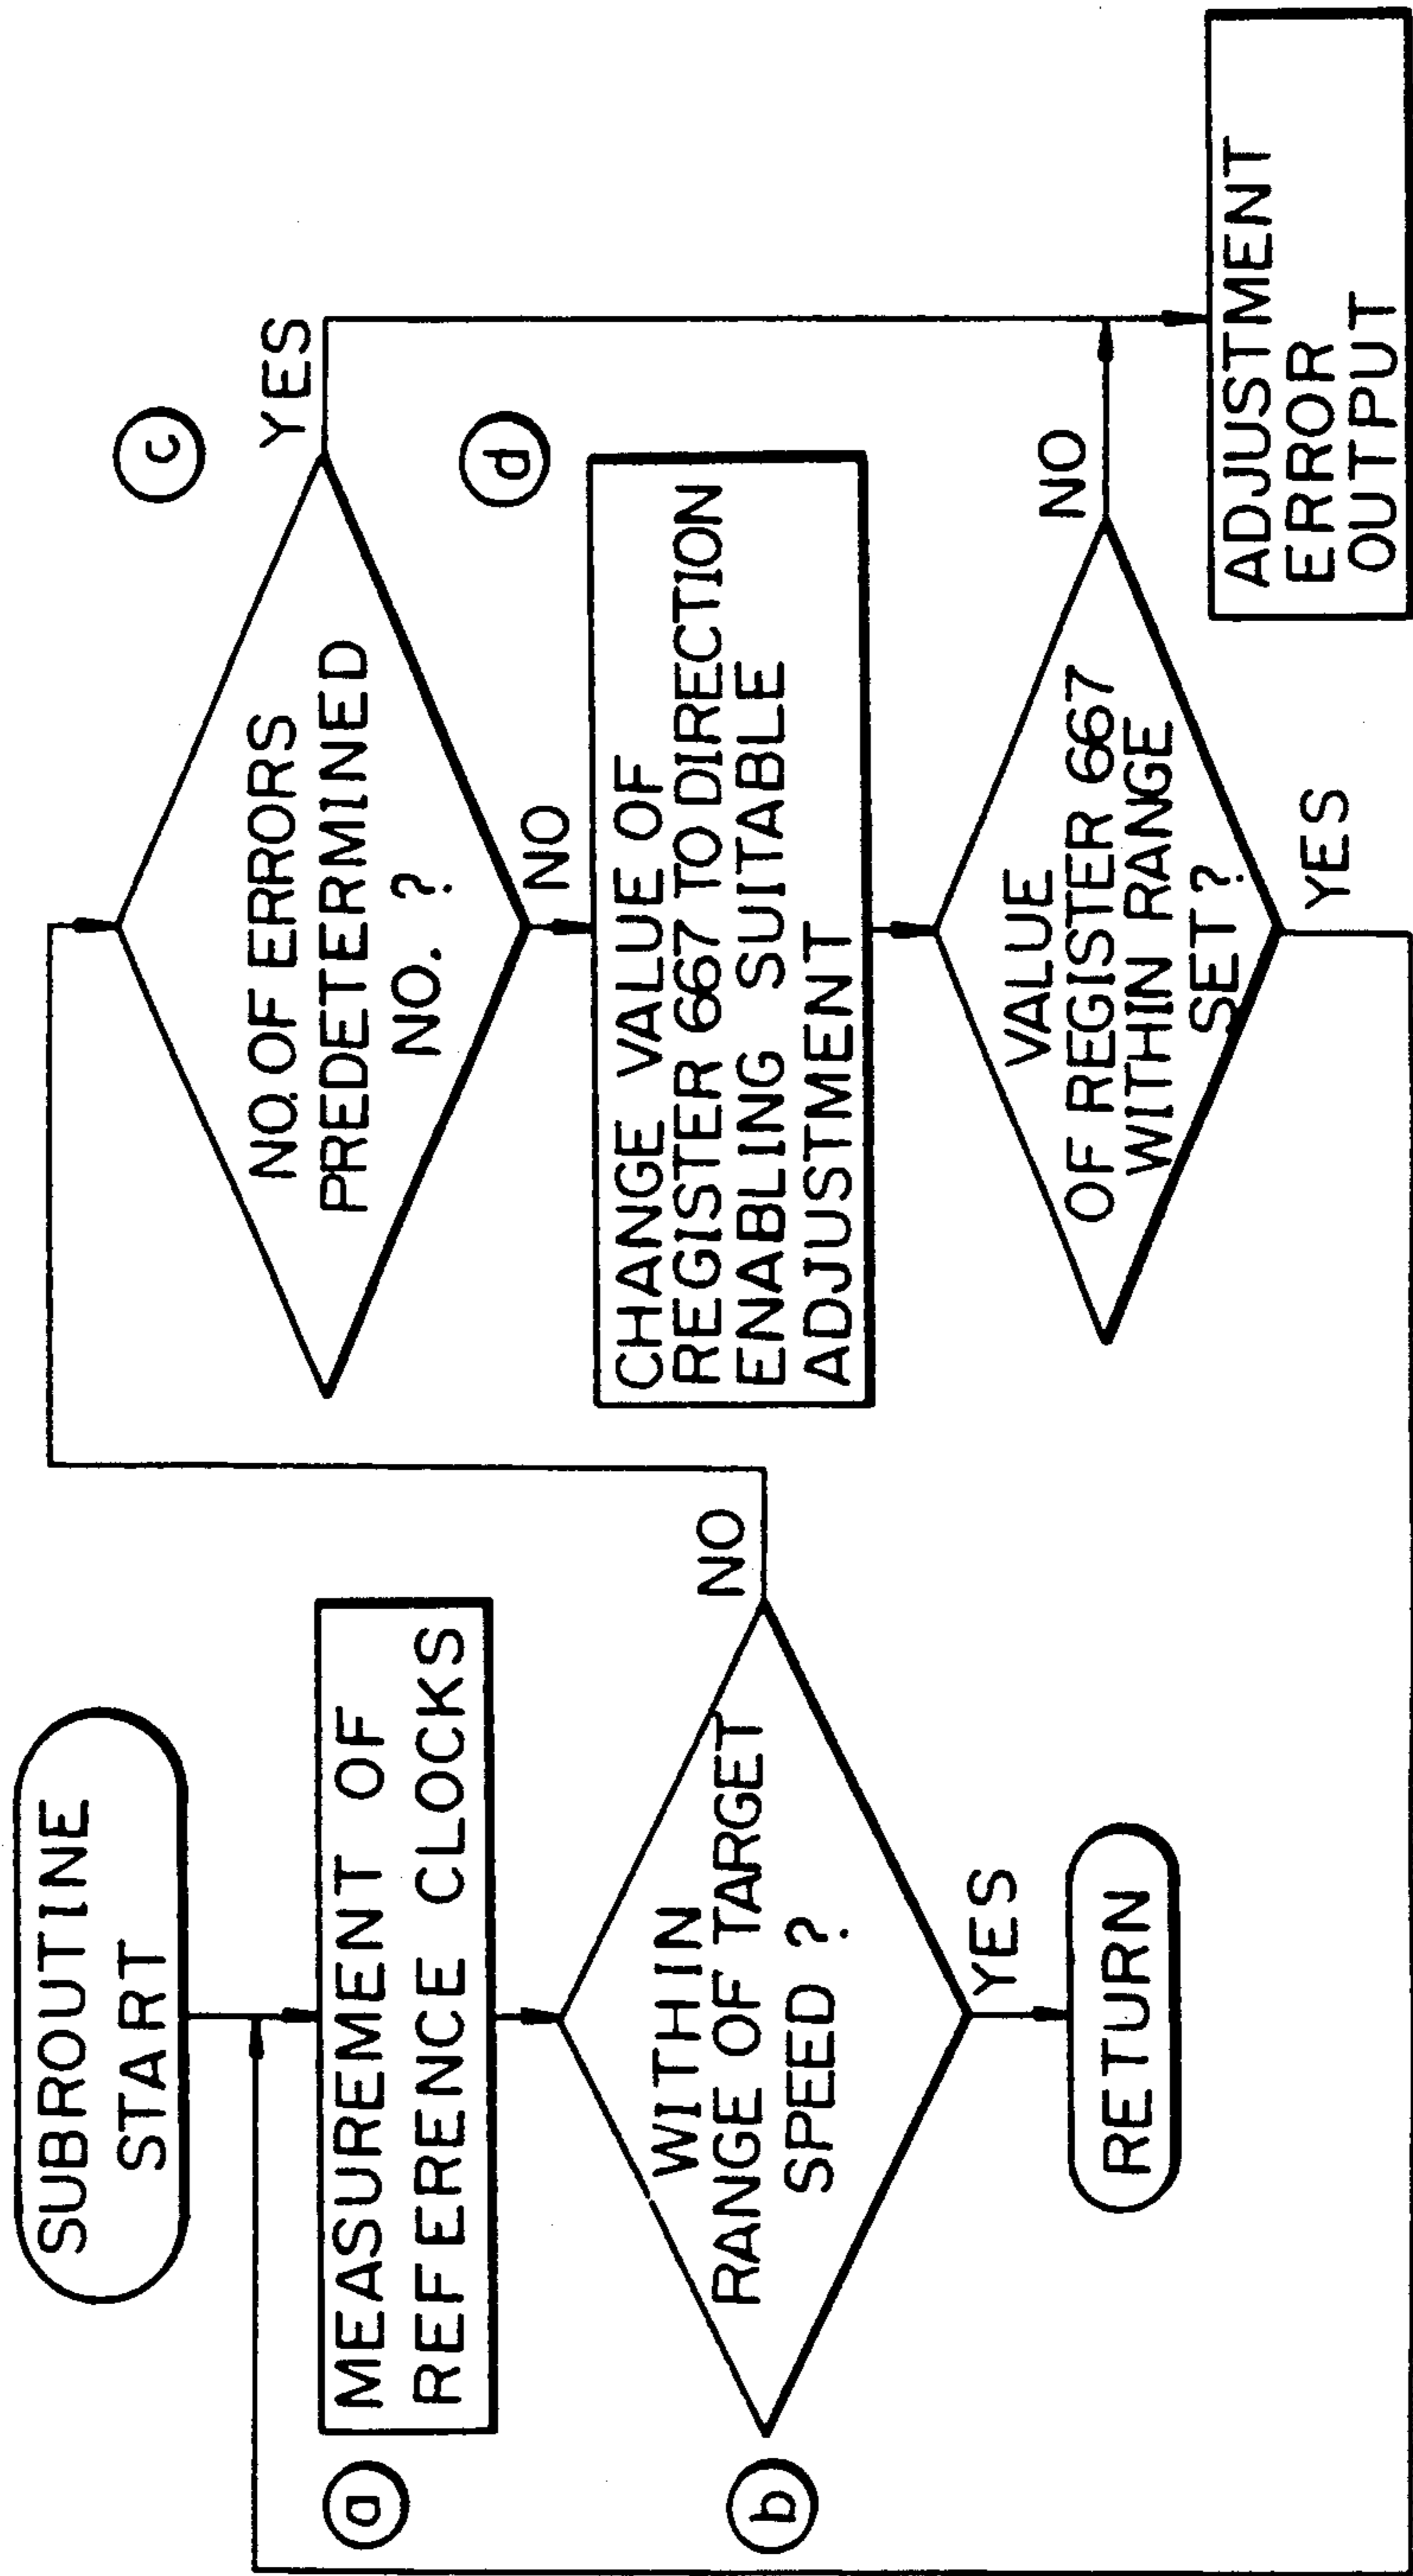 SUBROUTINE
START
a
MEASUREMENT OF
REFERENCE CLOCKS
b
WITHIN
RANGE OF TARGET
SPEED ?
NO
YES
RETURN
c
NO. OF ERRORS
PREDETERMINED
NO. ?
YES
NO
d
CHANGE VALUE OF
REGISTER 667 TO DIRECTION
ENABLING SUITABLE
ADJUSTMENT
VALUE
OF REGISTER 667
WITHIN RANGE
SET ?
NO
YES
ADJUSTMENT
ERROR
OUTPUT